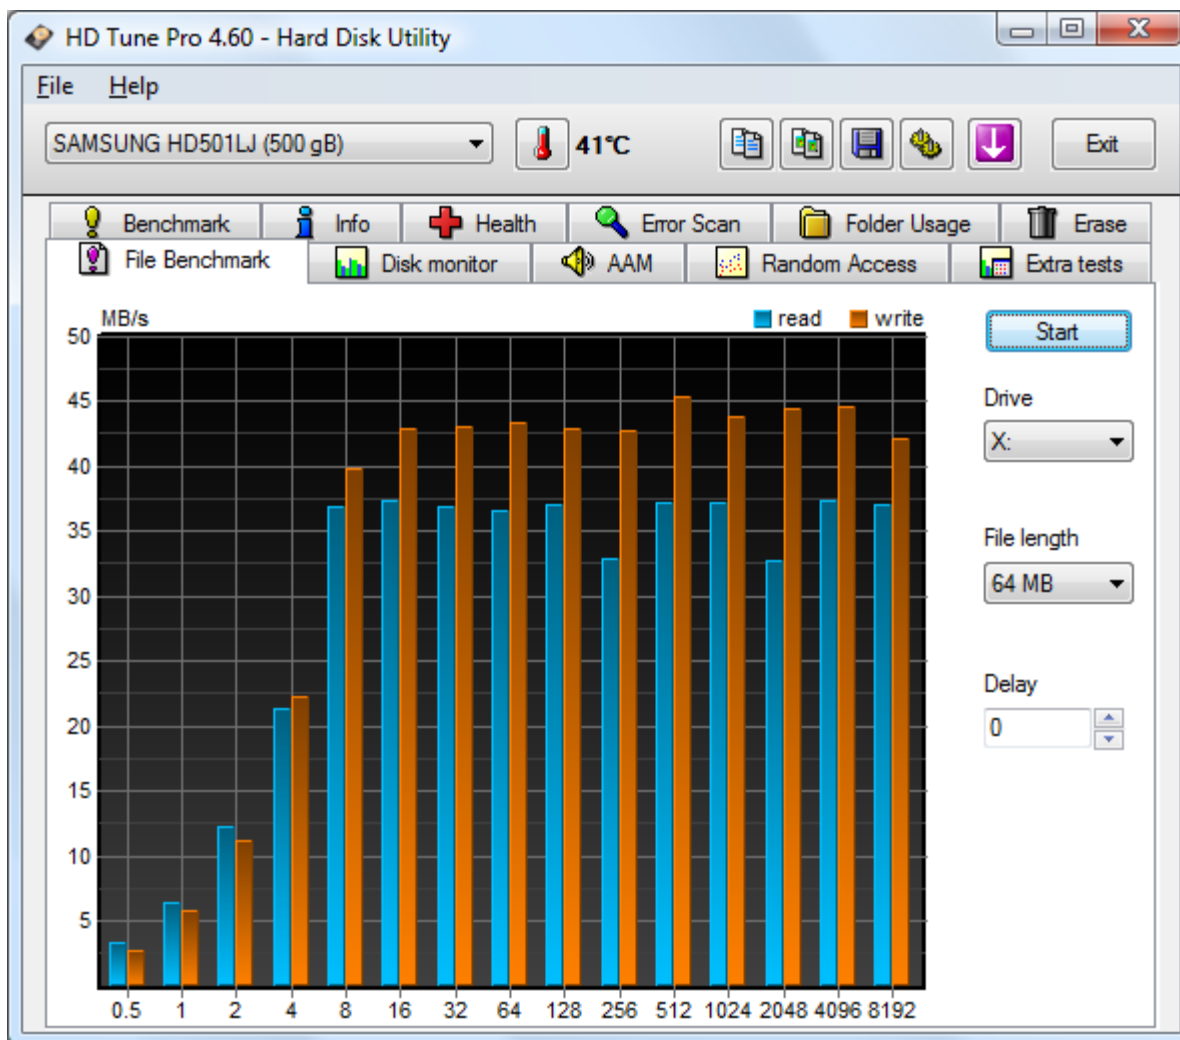 HD Tune Pro 4.60 - Hard Disk Utility
File Help
SAMSUNG HD501LJ (500 gB) 41°C Exit
Benchmark Info Health Error Scan Folder Usage Erase
File Benchmark Disk monitor AAM Random Access Extra tests
MB/s read write
Start
50
45
40
35
30
25
20
15
10
5
0.5 1 2 4 8 16 32 64 128 256 512 1024 2048 4096 8192
Drive
X:
File length
64 MB
Delay
0